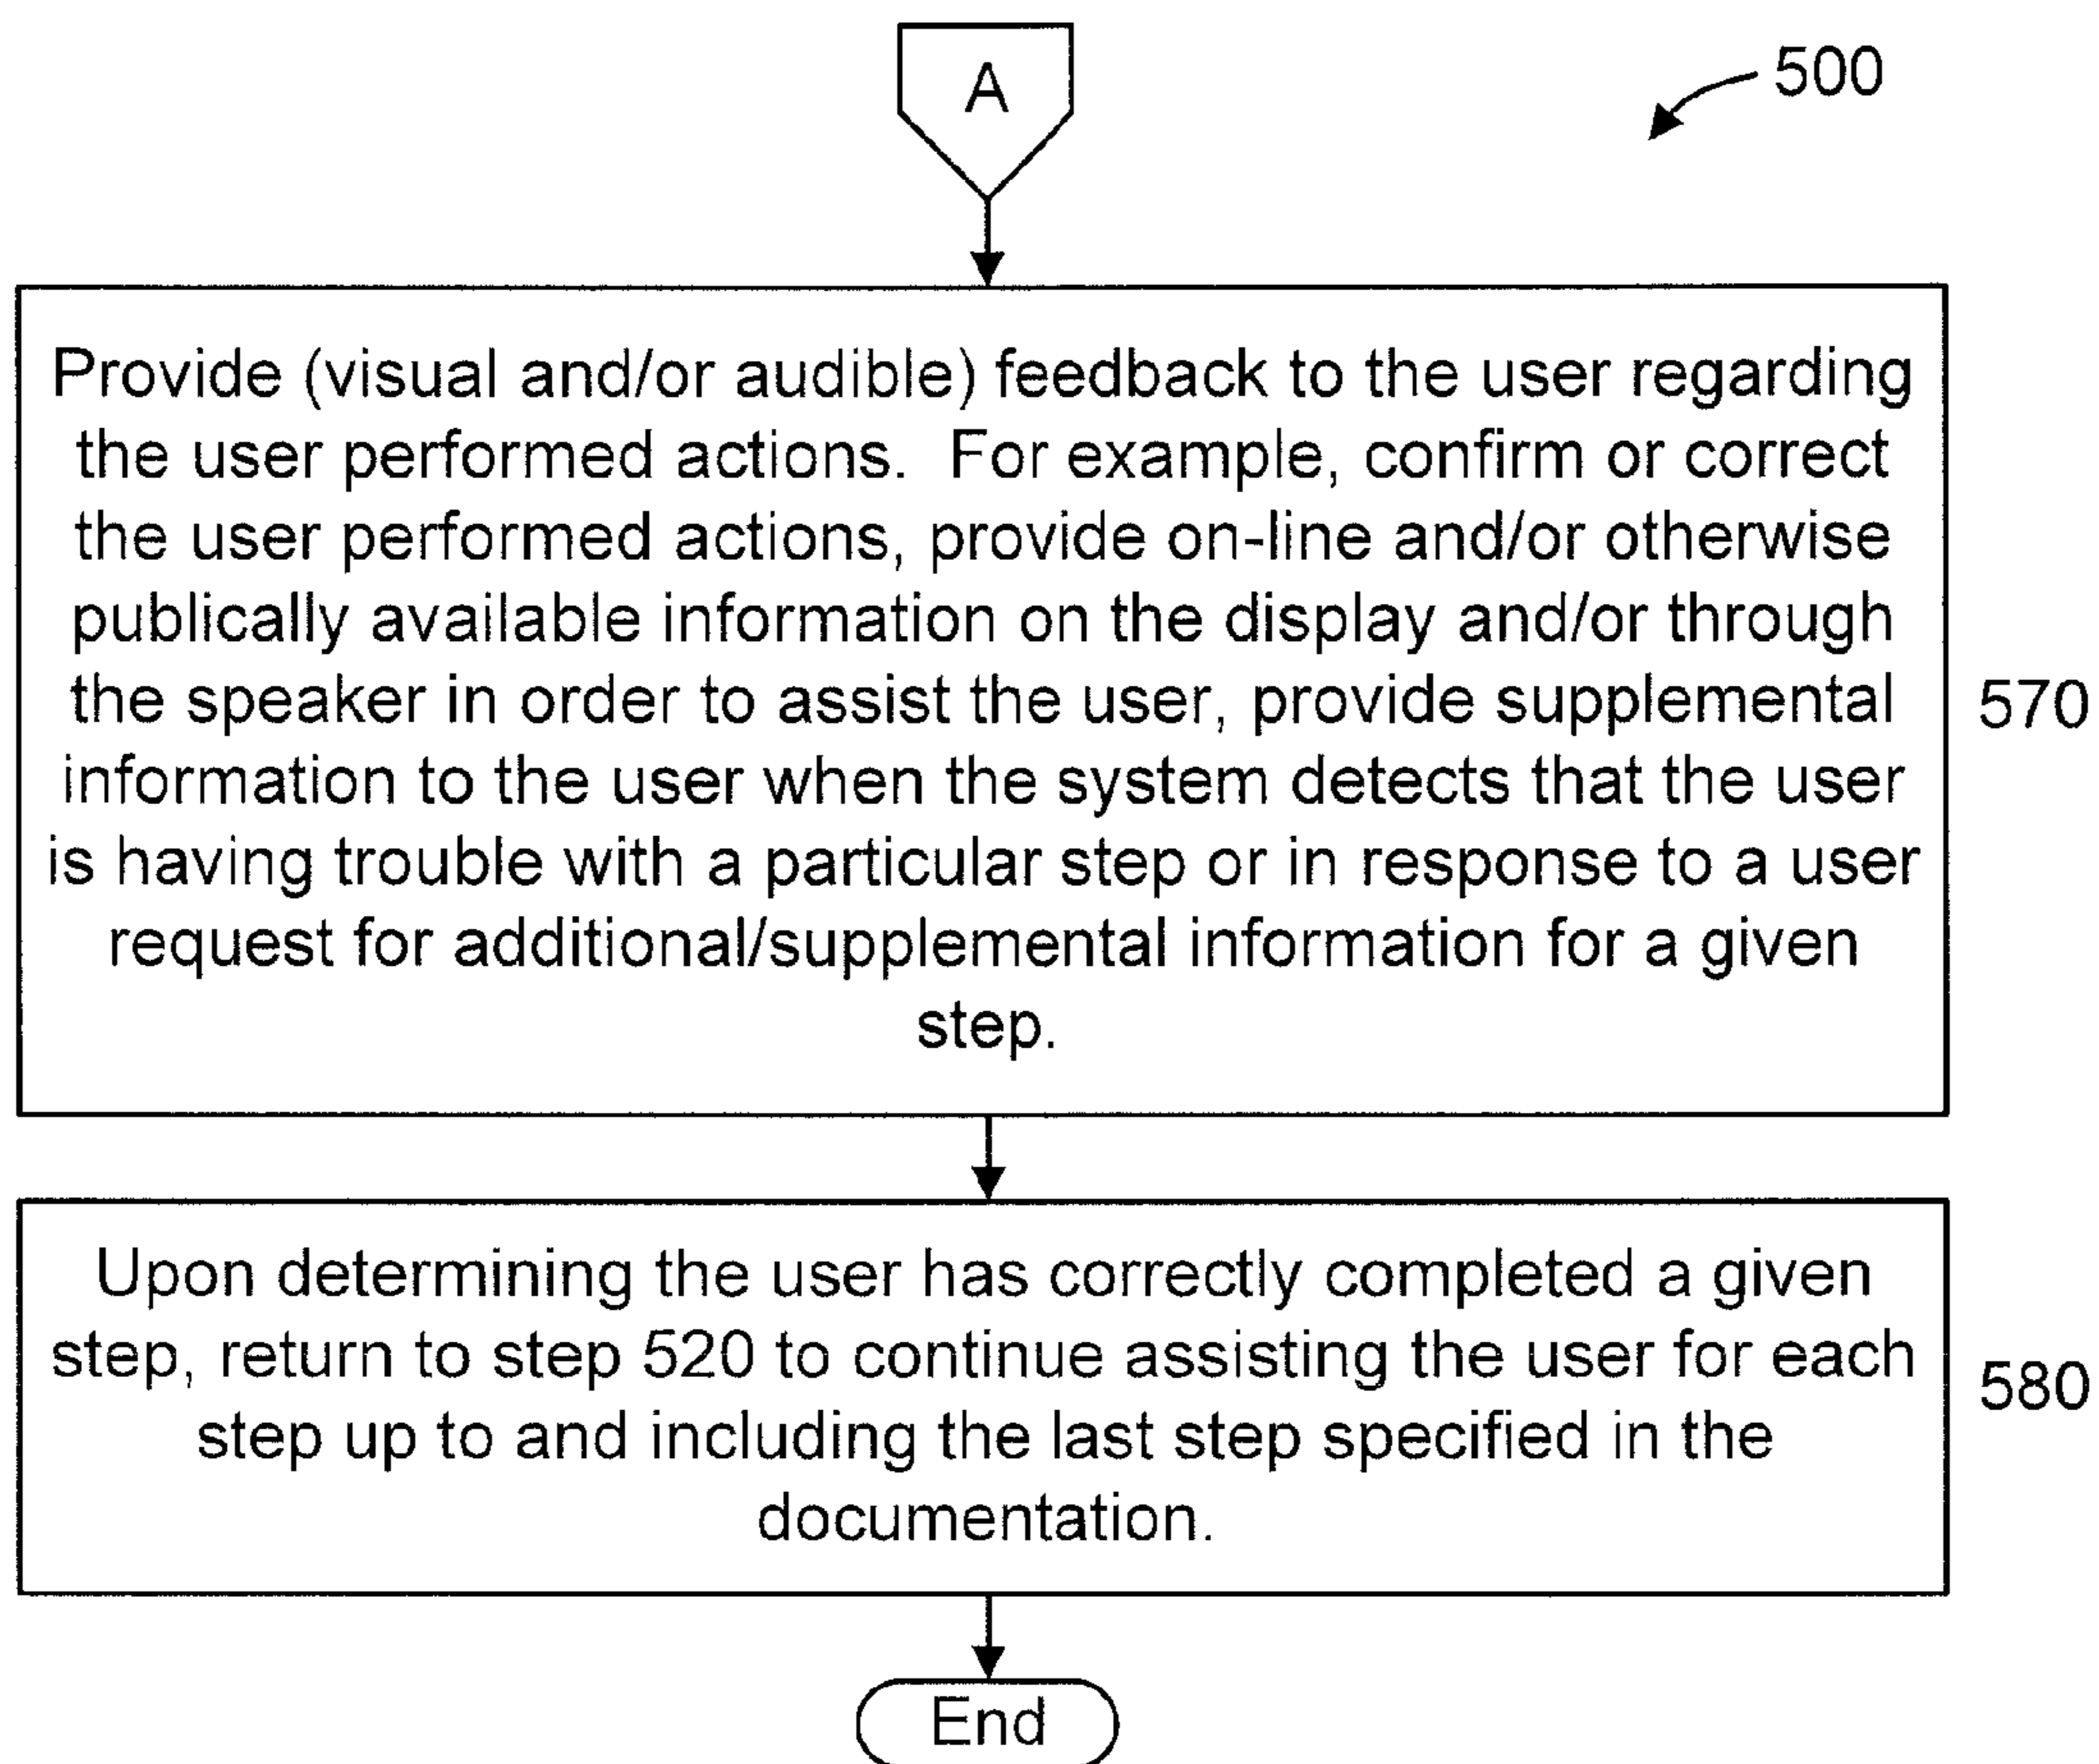 A
500
Provide (visual and/or audible) feedback to the user regarding
the user performed actions.  For example, confirm or correct
the user performed actions, provide on-line and/or otherwise
publically available information on the display and/or through
the speaker in order to assist the user, provide supplemental
information to the user when the system detects that the user
is having trouble with a particular step or in response to a user
request for additional/supplemental information for a given
step.
570
Upon determining the user has correctly completed a given
step, return to step 520 to continue assisting the user for each
step up to and including the last step specified in the
documentation.
580
End